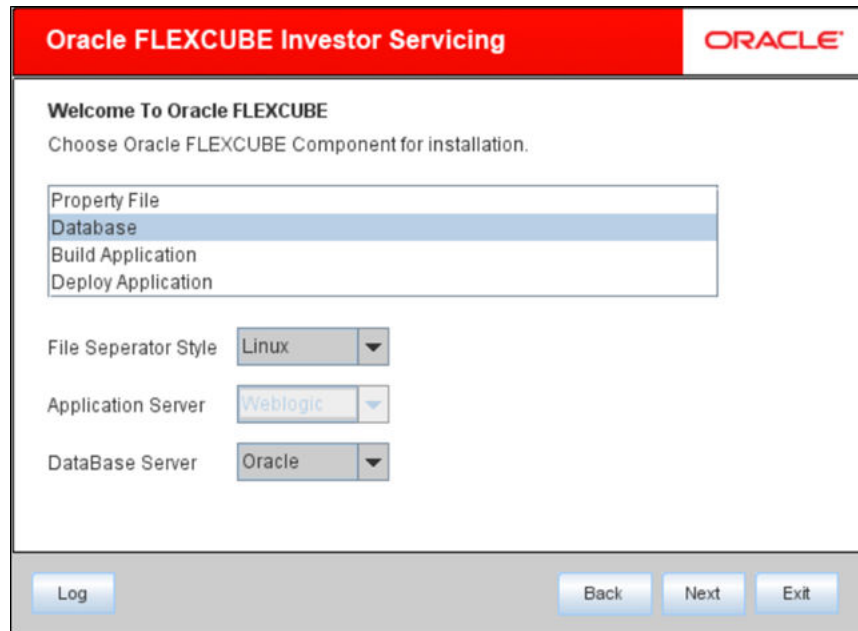 Oracle FLEXCUBE Investor Servicing
ORACLE®
Welcome To Oracle FLEXCUBE
Choose Oracle FLEXCUBE Component for installation.
Property File
Database
Build Application
Deploy Application
File Seperator Style Linux
Application Server Weblogic
DataBase Server Oracle
Log Back Next Exit